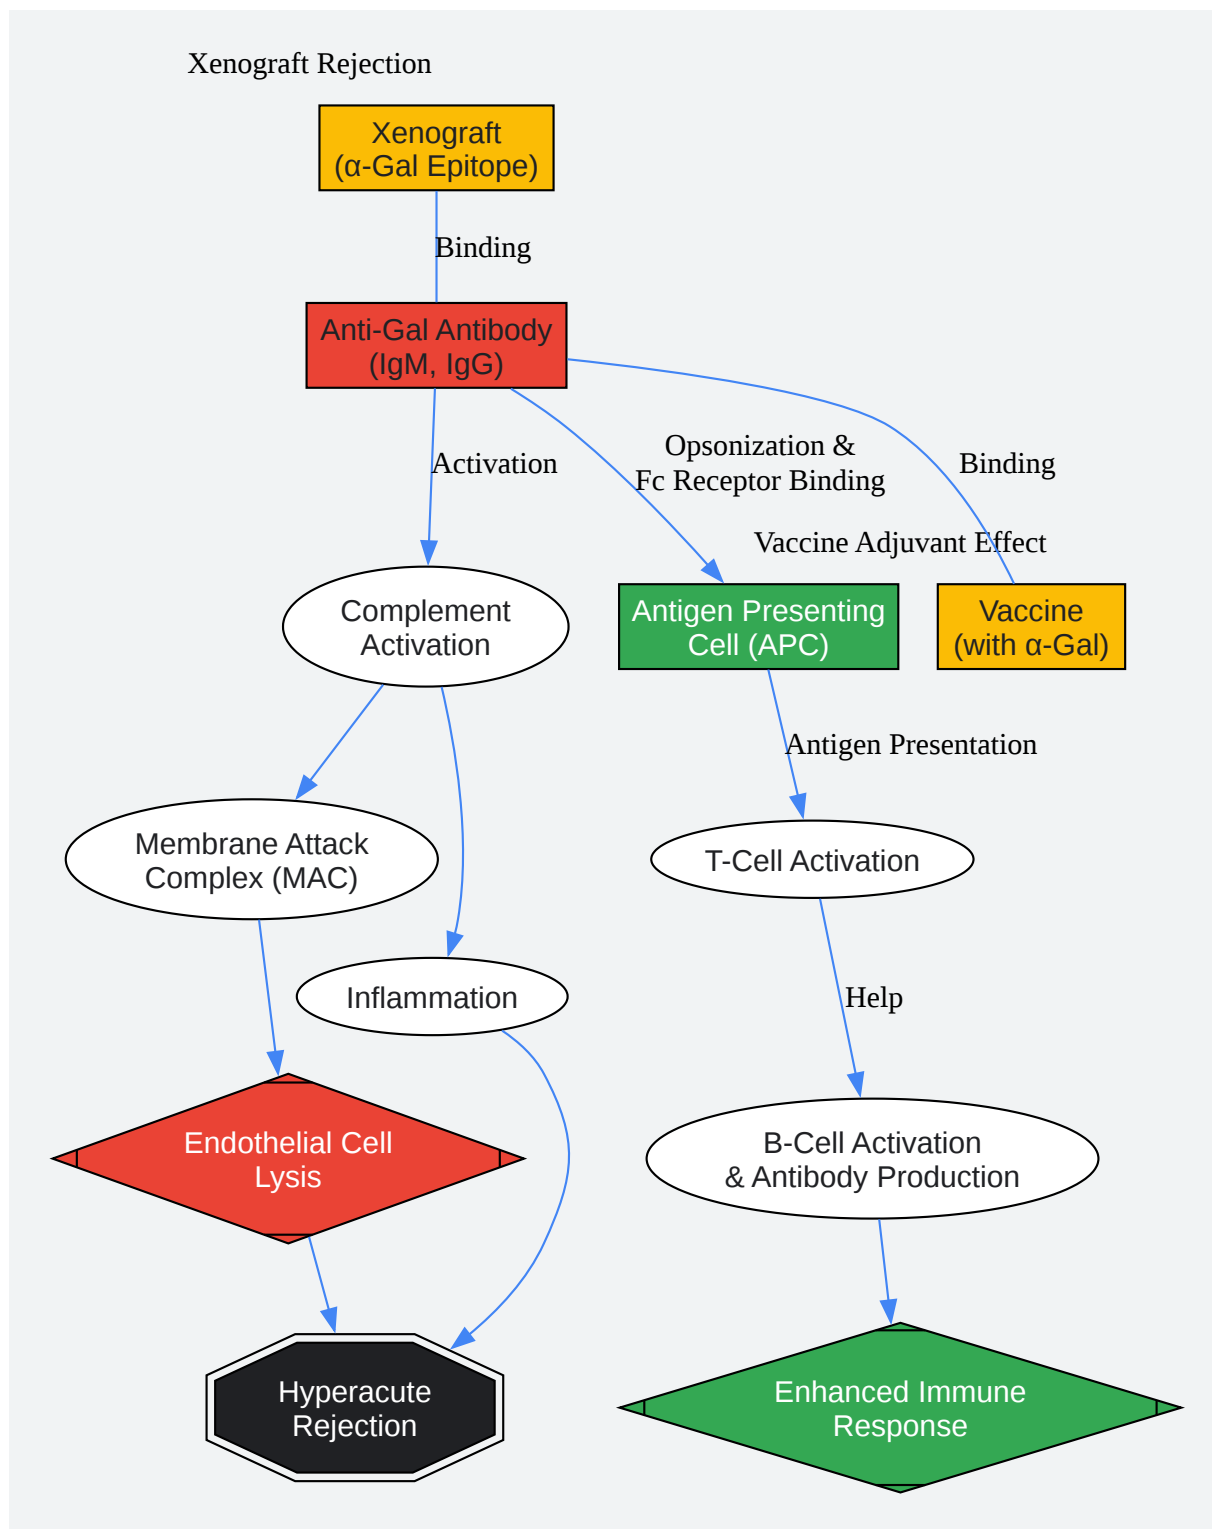 Xenograft Rejection
Xenograft
(α-Gal Epitope)
Binding
Anti-Gal Antibody
(IgM, IgG)
Activation
Opsonization &
Fc Receptor Binding
Binding
Vaccine Adjuvant Effect
Complement
Activation
Antigen Presenting
Cell (APC)
Vaccine
(with α-Gal)
Antigen Presentation
Membrane Attack
Complex (MAC)
T-Cell Activation
Inflammation
Help
Endothelial Cell
Lysis
B-Cell Activation
& Antibody Production
Hyperacute
Rejection
Enhanced Immune
Response